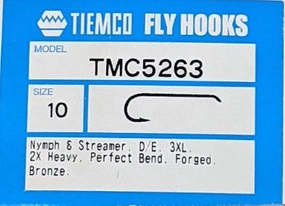 TIEMCO FLY HOOKS
MODEL
TMC5263
SIZE
10
Nymph & Streamer, D/E, 3XL,
2X Heavy, Perfect Bend, Forged,
Bronze.